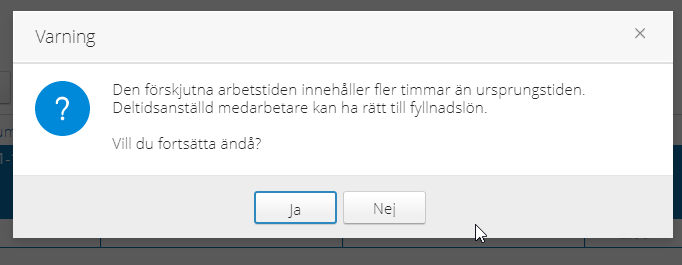 Varning
Den förskjutna arbetstiden innehåller fler timmar än ursprungstiden.
Deltidsanställd medarbetare kan ha rätt till fyllnadslön.
Vill du fortsätta ändå?
Ja
Nej